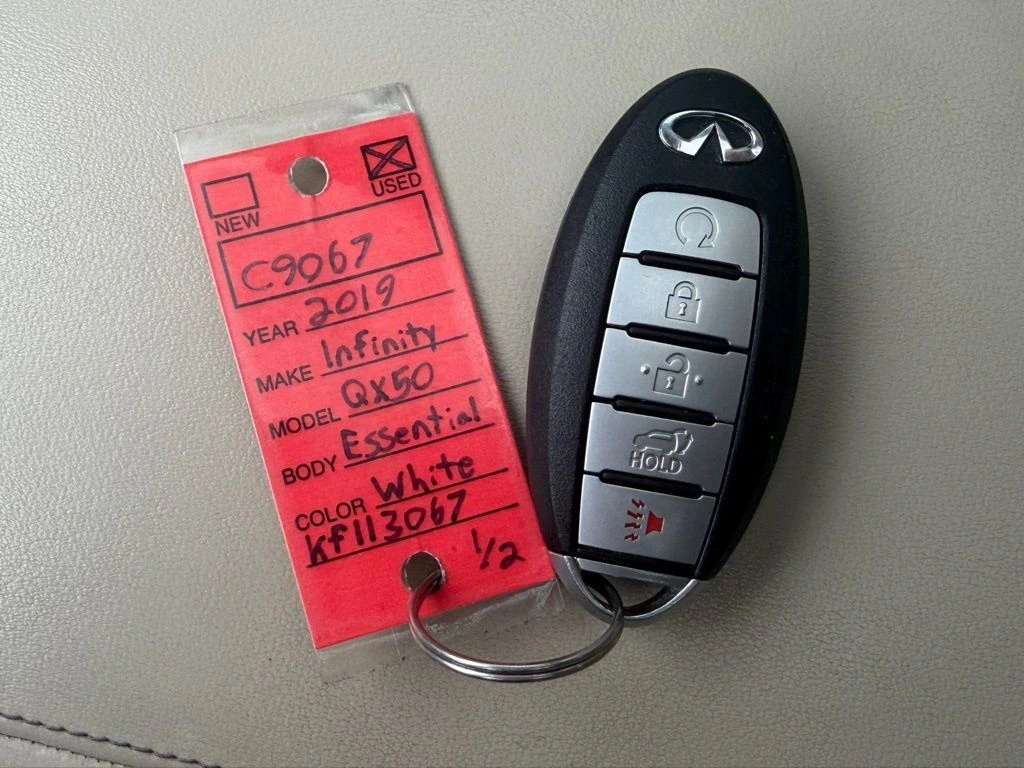 NEW USED
C9067
YEAR 2019
MAKE Infinity
MODEL QX50
BODY Essential
COLOR White
Kf113067
1/2
HOLD